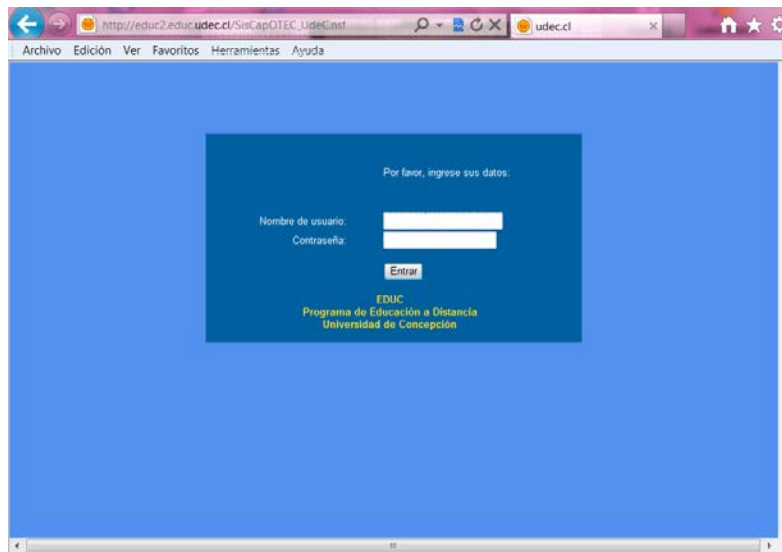 http://educ2.educ.udec.cl/SisCapOTEC_UdeC.nsf
udec.cl
Archivo Edición Ver Favoritos Herramientas Ayuda
Por favor, ingrese sus datos:
Nombre de usuario:
Contraseña:
Entrar
EDUC
Programa de Educación a Distancia
Universidad de Concepción